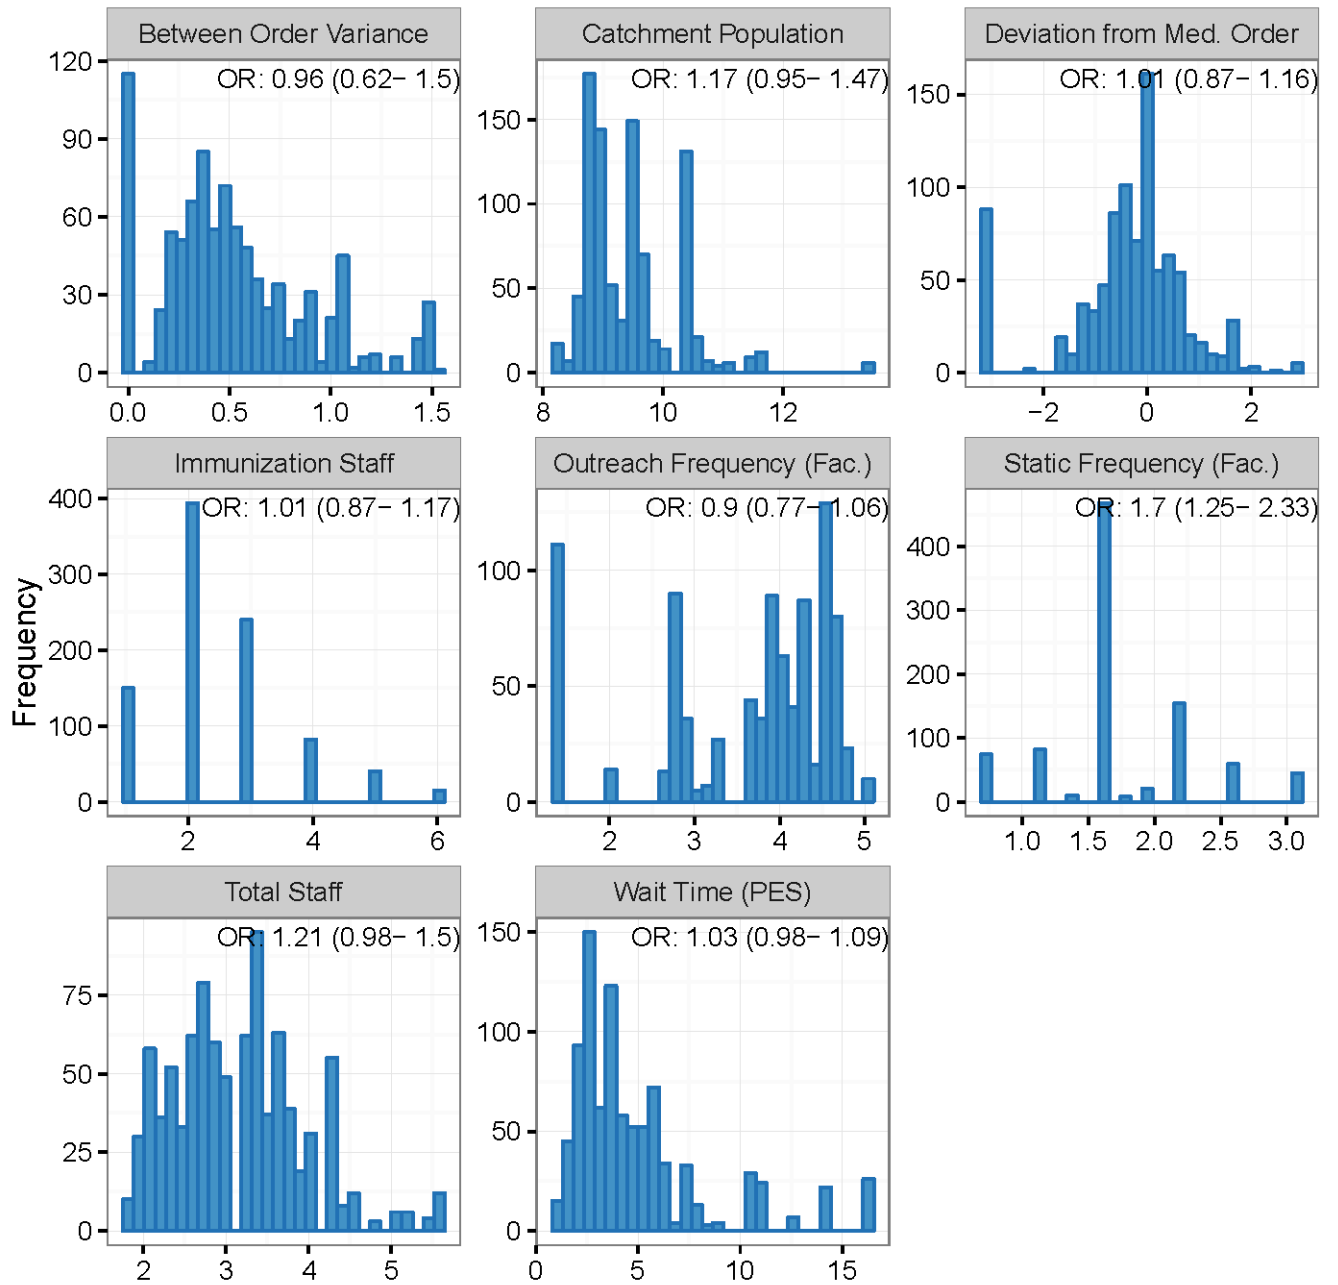 Between Order Variance
Catchment Population
Deviation from Med. Order
OR: 0.96 (0.62− 1.5)
OR: 1.17 (0.95− 1.47)
OR: 1.01 (0.87− 1.16)
120
90
60
30
0
150
100
50
0
150
100
50
0
0.0 0.5 1.0 1.5
8 10 12
−2 0 2
Immunization Staff
Outreach Frequency (Fac.)
Static Frequency (Fac.)
OR: 1.01 (0.87− 1.17)
OR: 0.9 (0.77− 1.06)
OR: 1.7 (1.25− 2.33)
Frequency
400
300
200
100
0
100
50
0
400
300
200
100
0
2 4 6
2 3 4 5
1.0 1.5 2.0 2.5 3.0
Total Staff
Wait Time (PES)
OR: 1.21 (0.98− 1.5)
OR: 1.03 (0.98− 1.09)
75
50
25
0
150
100
50
0
2 3 4 5
0 5 10 15